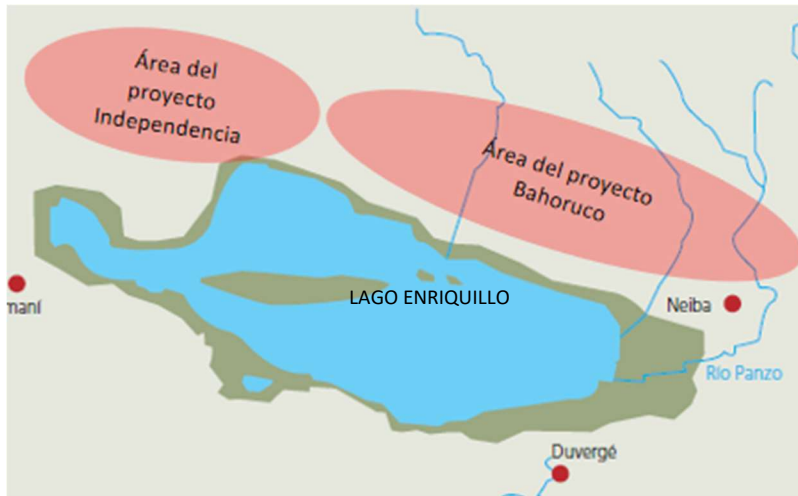 Área del
proyecto
Independencia
Área del proyecto
Bahoruco
LAGO ENRIQUILLO
maní
Neiba
Río Panzo
Duvergé